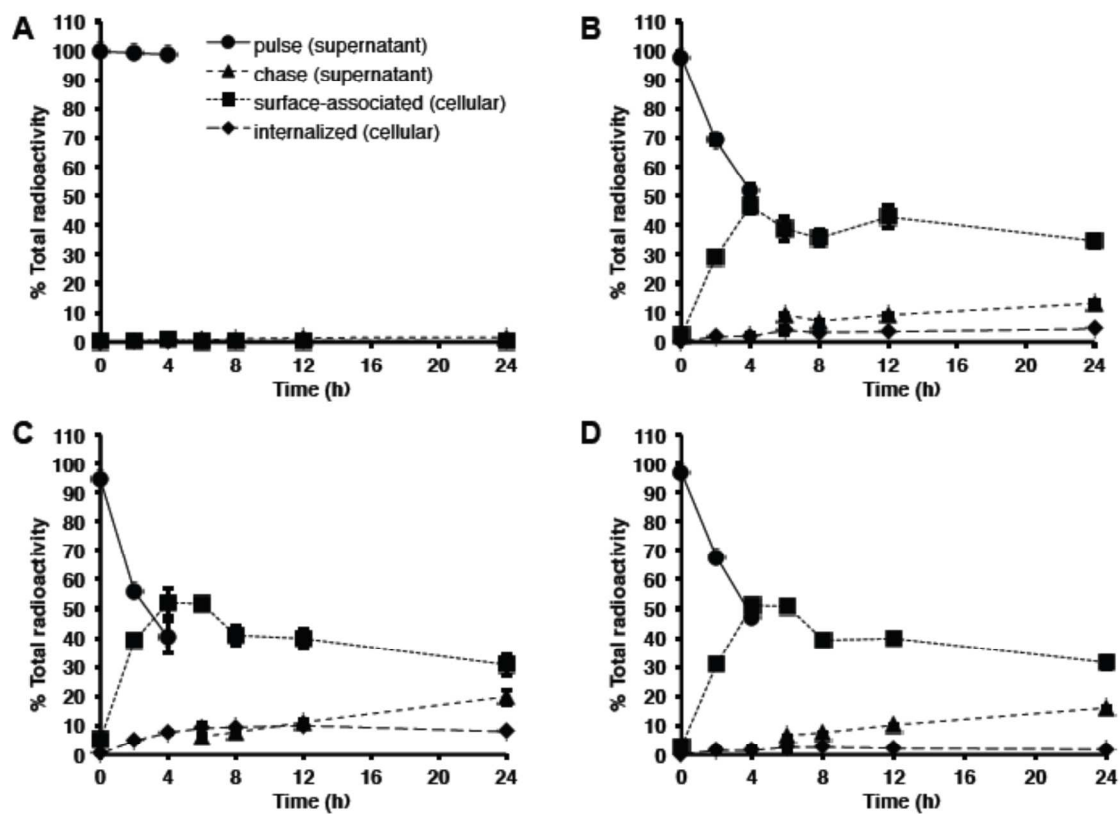 A
110
100
90
80
70
60
50
40
30
20
10
0
% Total radioactivity
0 4 8 12 16 20 24
Time (h)
pulse (supernatant)
chase (supernatant)
surface-associated (cellular)
internalized (cellular)
B
110
100
90
80
70
60
50
40
30
20
10
0
% Total radioactivity
0 4 8 12 16 20 24
Time (h)
C
110
100
90
80
70
60
50
40
30
20
10
0
% Total radioactivity
0 4 8 12 16 20 24
Time (h)
D
110
100
90
80
70
60
50
40
30
20
10
0
% Total radioactivity
0 4 8 12 16 20 24
Time (h)